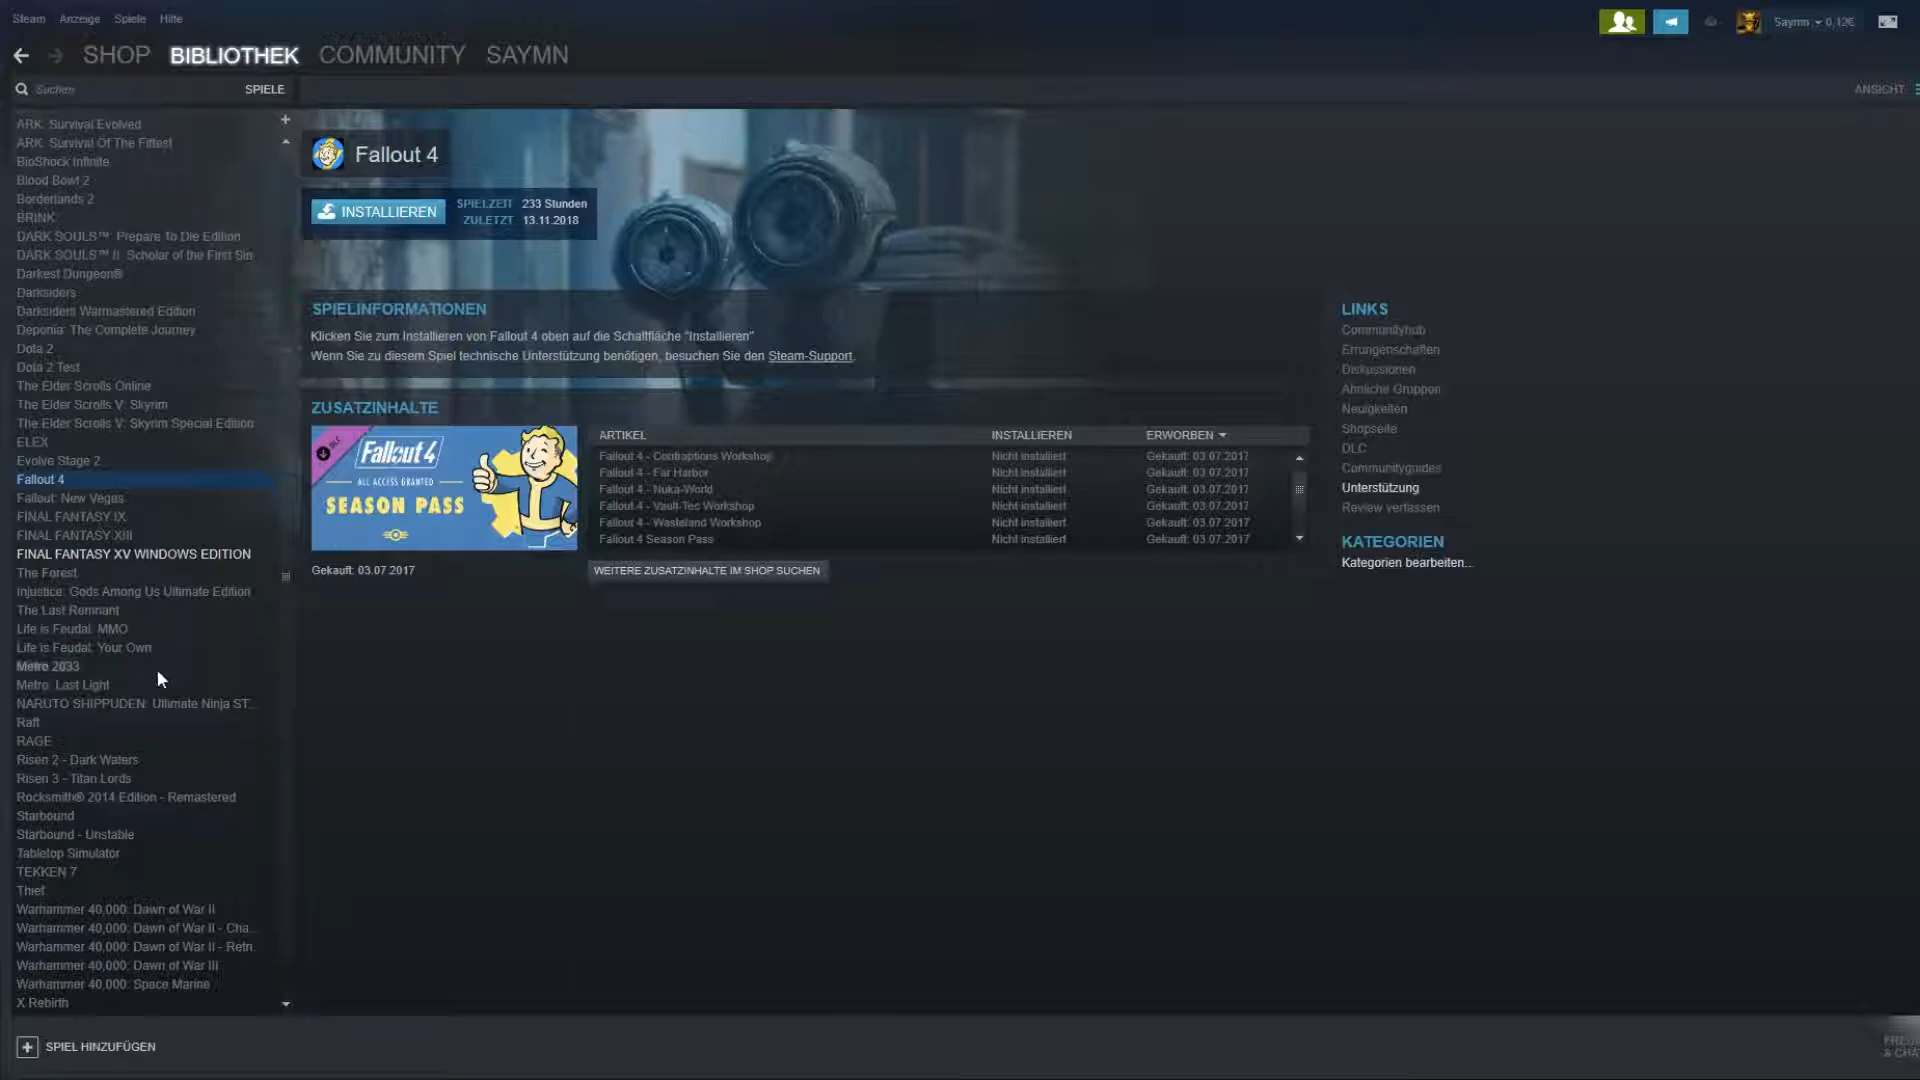 Steam Anzeige Spiele Hilfe
Saymn 0,12€
SHOP BIBLIOTHEK COMMUNITY SAYMN
Suchen SPIELE
ANSICHT
ARK: Survival Evolved
ARK: Survival Of The Fittest
BioShock Infinite
Blood Bowl 2
Borderlands 2
BRINK
DARK SOULS™: Prepare To Die Edition
DARK SOULS™ II: Scholar of the First Sin
Darkest Dungeon®
Darksiders
Darksiders Warmastered Edition
Deponia: The Complete Journey
Dota 2
Dota 2 Test
The Elder Scrolls Online
The Elder Scrolls V: Skyrim
The Elder Scrolls V: Skyrim Special Edition
ELEX
Evolve Stage 2
Fallout 4
Fallout: New Vegas
FINAL FANTASY IX
FINAL FANTASY XIII
FINAL FANTASY XV WINDOWS EDITION
The Forest
Injustice: Gods Among Us Ultimate Edition
The Last Remnant
Life is Feudal: MMO
Life is Feudal: Your Own
Metro 2033
Metro: Last Light
NARUTO SHIPPUDEN: Ultimate Ninja ST...
Raft
RAGE
Risen 2 - Dark Waters
Risen 3 - Titan Lords
Rocksmith® 2014 Edition - Remastered
Starbound
Starbound - Unstable
Tabletop Simulator
TEKKEN 7
Thief
Warhammer 40,000: Dawn of War II
Warhammer 40,000: Dawn of War II - Cha...
Warhammer 40,000: Dawn of War II - Retri...
Warhammer 40,000: Dawn of War III
Warhammer 40,000: Space Marine
X Rebirth
SPIEL HINZUFÜGEN
Fallout 4
INSTALLIEREN
SPIELZEIT 233 Stunden
ZULETZT 13.11.2018
SPIELINFORMATIONEN
Klicken Sie zum Installieren von Fallout 4 oben auf die Schaltfläche "Installieren"
Wenn Sie zu diesem Spiel technische Unterstützung benötigen, besuchen Sie den Steam-Support.
ZUSATZINHALTE
DLC
Fallout 4
ALL ACCESS GRANTED
SEASON PASS
Gekauft: 03.07.2017
ARTIKEL INSTALLIEREN ERWORBEN
Fallout 4 - Contraptions Workshop Nicht installiert Gekauft: 03.07.2017
Fallout 4 - Far Harbor Nicht installiert Gekauft: 03.07.2017
Fallout 4 - Nuka-World Nicht installiert Gekauft: 03.07.2017
Fallout 4 - Vault-Tec Workshop Nicht installiert Gekauft: 03.07.2017
Fallout 4 - Wasteland Workshop Nicht installiert Gekauft: 03.07.2017
Fallout 4 Season Pass Nicht installiert Gekauft: 03.07.2017
WEITERE ZUSATZINHALTE IM SHOP SUCHEN
LINKS
Communityhub
Errungenschaften
Diskussionen
Ähnliche Gruppen
Neuigkeiten
Shopseite
DLC
Communityguides
Unterstützung
Review verfassen
KATEGORIEN
Kategorien bearbeiten...